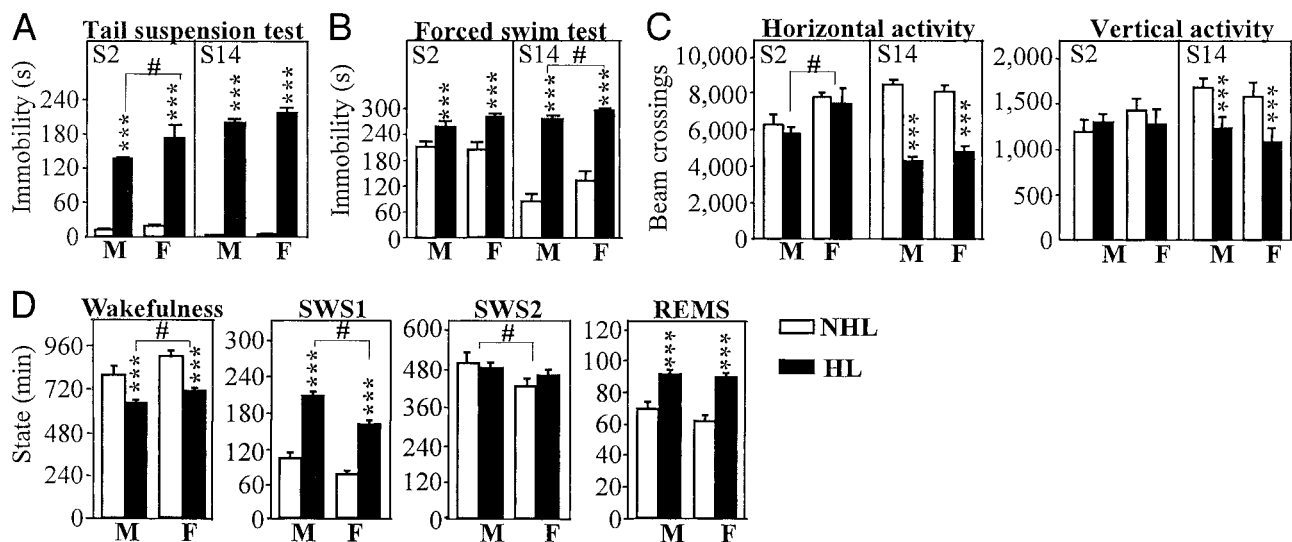 A
Tail suspension test
S2
S14
#
***
***
***
***
Immobility (s)
240
180
120
60
0
M F M F
B
Forced swim test
S2
S14
#
***
***
***
***
Immobility (s)
300
240
180
120
60
0
M F M F
C
Horizontal activity
S2
S14
#
***
***
Beam crossings
10,000
8,000
6,000
4,000
2,000
0
M F M F
Vertical activity
S2
S14
***
***
2,000
1,500
1,000
500
0
M F M F
D
Wakefulness
#
***
***
State (min)
960
720
480
240
0
M F
SWS1
#
***
***
300
240
180
120
60
0
M F
SWS2
#
600
480
360
240
120
0
M F
REMS
***
***
120
100
80
60
40
20
0
M F
NHL
HL